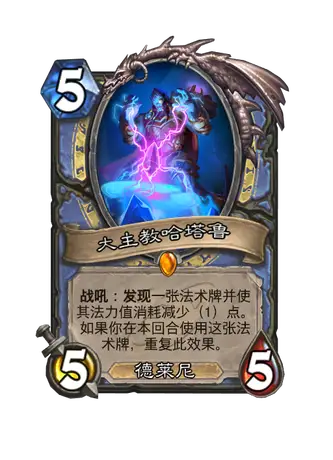 5
大主教哈塔鲁
战吼：发现一张法术牌并使
其法力值消耗减少（1）点。
如果你在本回合使用这张法
术牌，重复此效果。
德莱尼
5
5